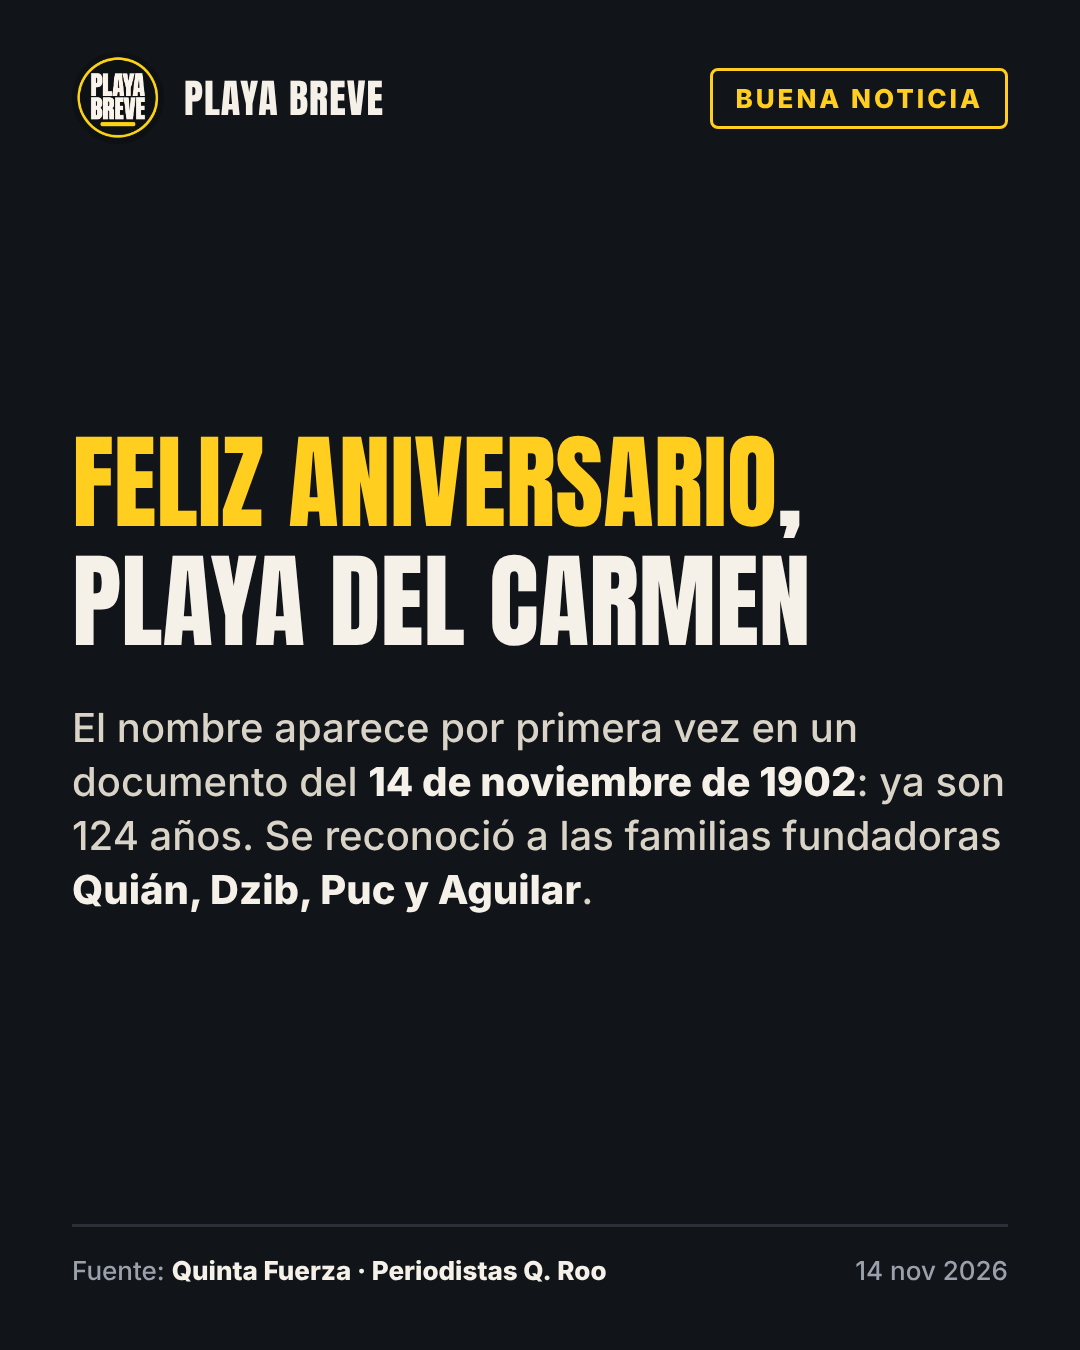 PLAYA
BREVE
PLAYA BREVE
BUENA NOTICIA
FELIZ ANIVERSARIO,
PLAYA DEL CARMEN
El nombre aparece por primera vez en un
documento del 14 de noviembre de 1902: ya son
124 años. Se reconoció a las familias fundadoras
Quián, Dzib, Puc y Aguilar.
Fuente: Quinta Fuerza · Periodistas Q. Roo
14 nov 2026